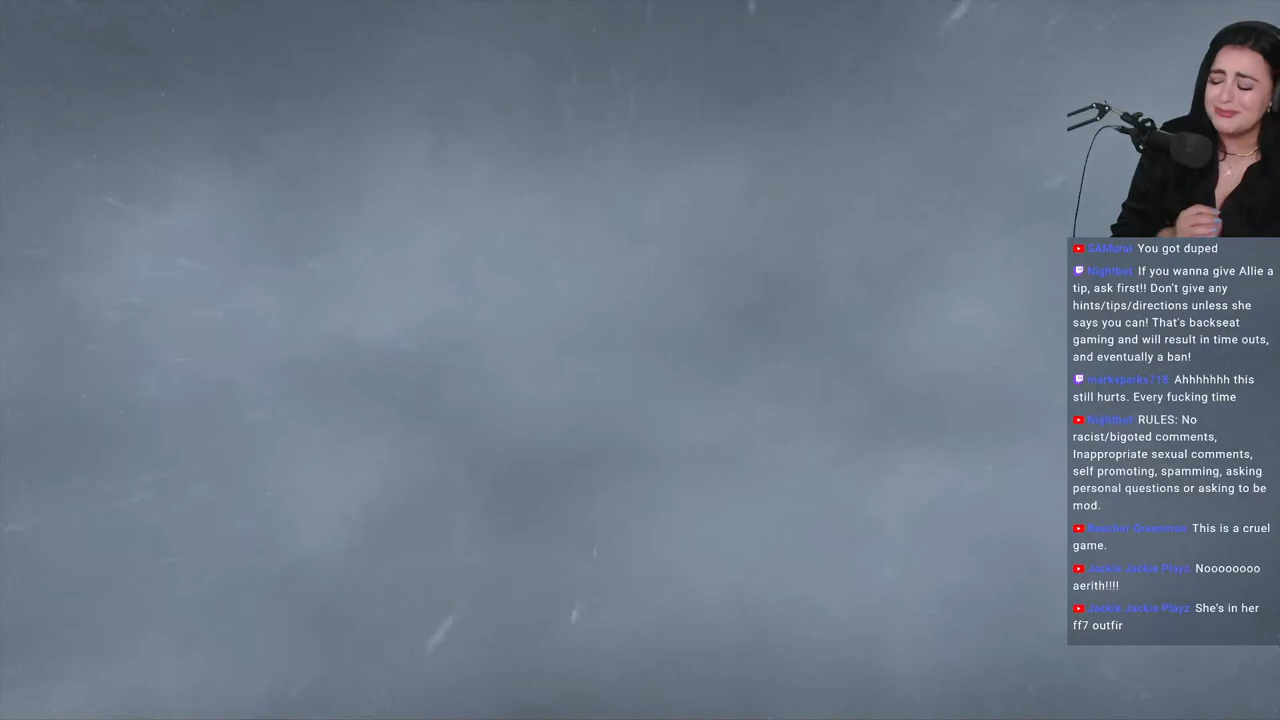 SAMurai You got duped
Nightbot If you wanna give Allie a
tip, ask first!! Don't give any
hints/tips/directions unless she
says you can! That's backseat
gaming and will result in time outs,
and eventually a ban!
marksparks718 Ahhhhhhh this
still hurts. Every fucking time
Nightbot RULES: No
racist/bigoted comments,
Inappropriate sexual comments,
self promoting, spamming, asking
personal questions or asking to be
mod.
This is a cruel
game.
Jackie Jackie Playz Noooooooo
aerith!!!!
Jackie Jackie Playz She's in her
ff7 outfir